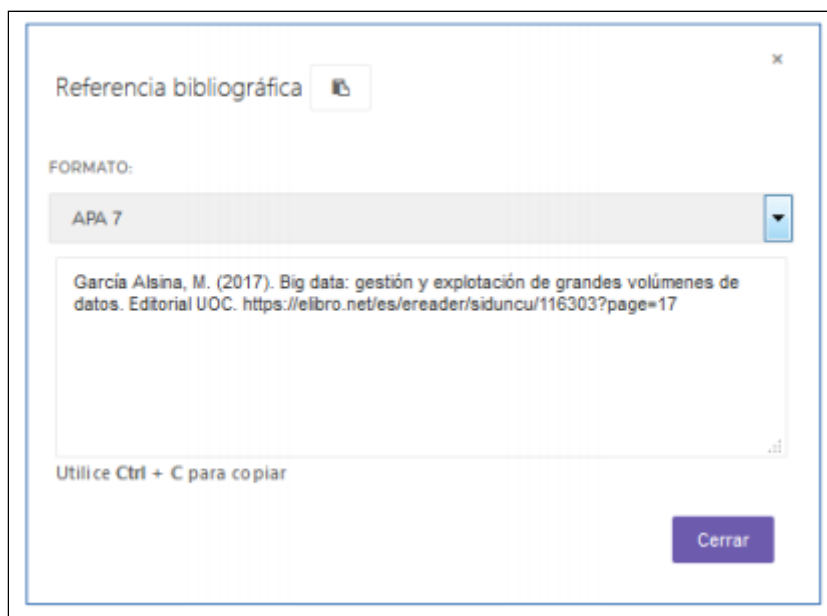 ×
Referencia bibliográfica
FORMATO:
APA 7
García Alsina, M. (2017). Big data: gestión y explotación de grandes volúmenes de
datos. Editorial UOC. https://elibro.net/es/ereader/siduncu/116303?page=17
Utilice Ctrl + C para copiar
Cerrar